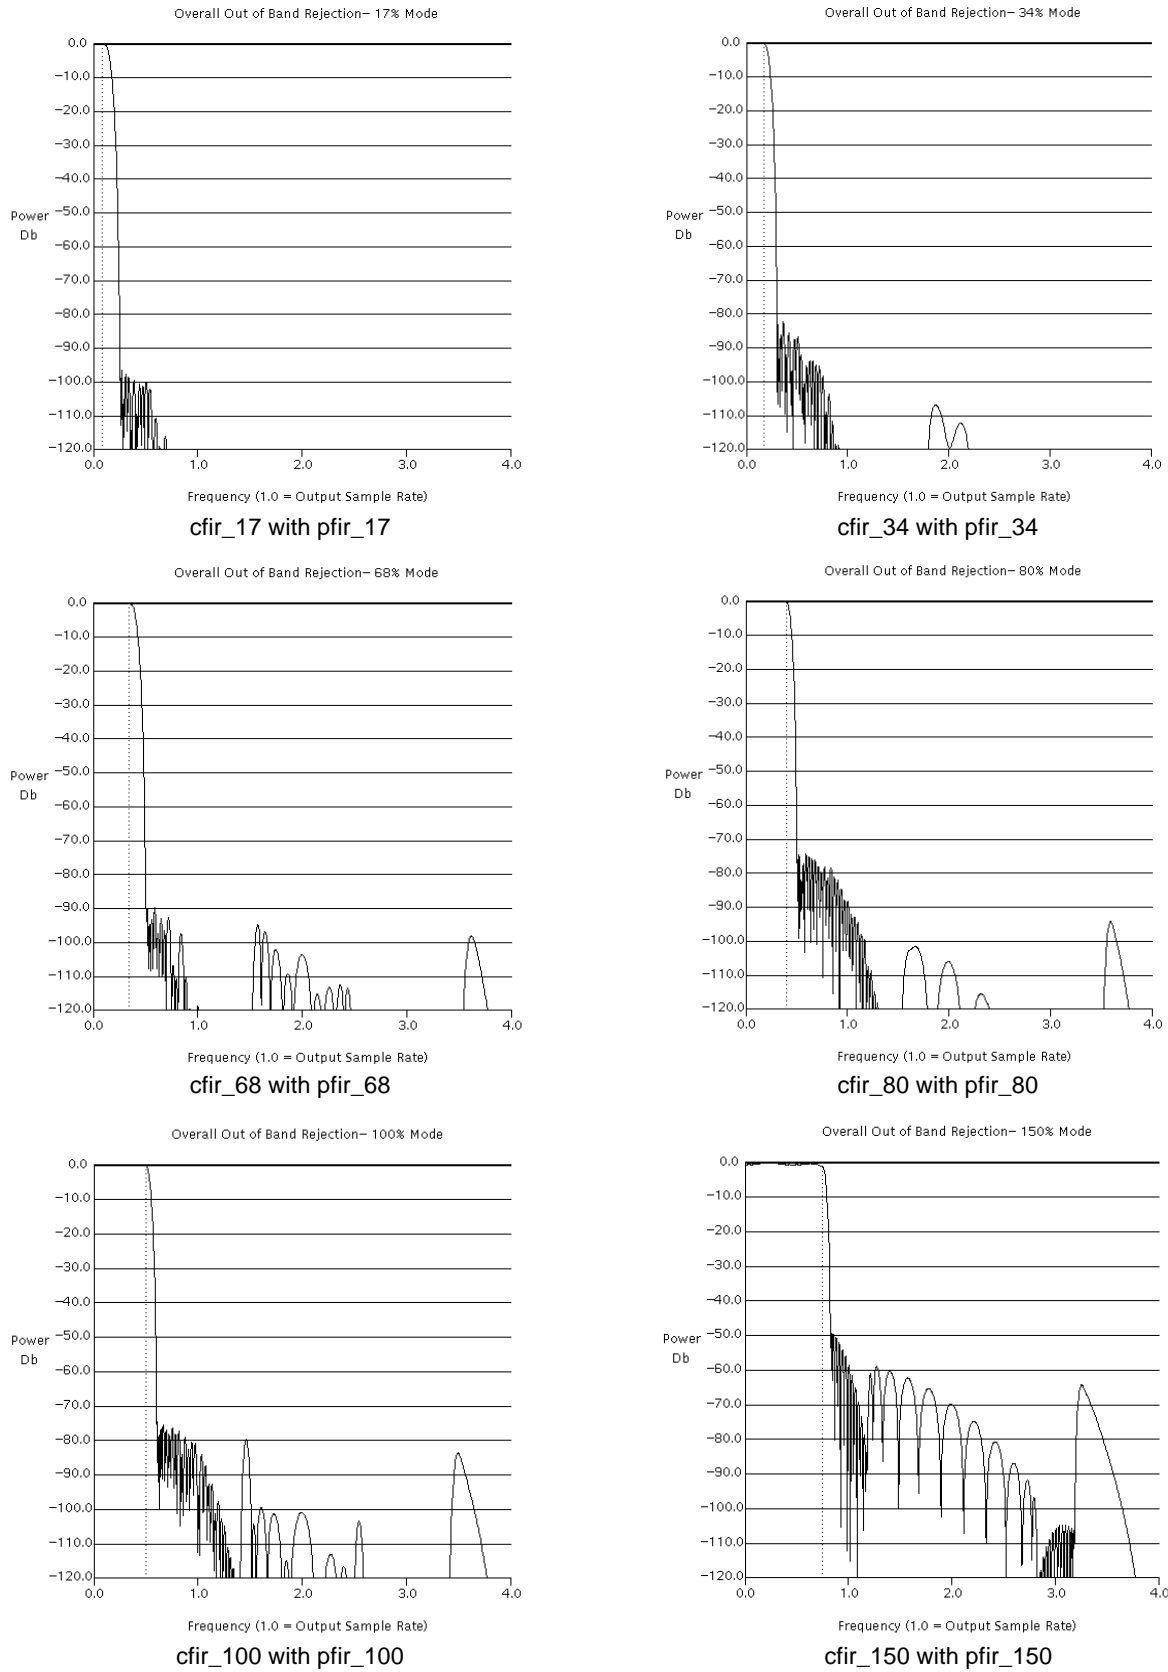 Overall Out of Band Rejection– 17% Mode
0.0
−10.0
−20.0
−30.0
−40.0
−50.0
−60.0
−70.0
−80.0
−90.0
−100.0
−110.0
−120.0
Power
Db
0.0 1.0 2.0 3.0 4.0
Frequency (1.0 = Output Sample Rate)
cfir_17 with pfir_17
Overall Out of Band Rejection– 34% Mode
0.0
−10.0
−20.0
−30.0
−40.0
−50.0
−60.0
−70.0
−80.0
−90.0
−100.0
−110.0
−120.0
Power
Db
0.0 1.0 2.0 3.0 4.0
Frequency (1.0 = Output Sample Rate)
cfir_34 with pfir_34
Overall Out of Band Rejection– 68% Mode
0.0
−10.0
−20.0
−30.0
−40.0
−50.0
−60.0
−70.0
−80.0
−90.0
−100.0
−110.0
−120.0
Power
Db
0.0 1.0 2.0 3.0 4.0
Frequency (1.0 = Output Sample Rate)
cfir_68 with pfir_68
Overall Out of Band Rejection– 80% Mode
0.0
−10.0
−20.0
−30.0
−40.0
−50.0
−60.0
−70.0
−80.0
−90.0
−100.0
−110.0
−120.0
Power
Db
0.0 1.0 2.0 3.0 4.0
Frequency (1.0 = Output Sample Rate)
cfir_80 with pfir_80
Overall Out of Band Rejection– 100% Mode
0.0
−10.0
−20.0
−30.0
−40.0
−50.0
−60.0
−70.0
−80.0
−90.0
−100.0
−110.0
−120.0
Power
Db
0.0 1.0 2.0 3.0 4.0
Frequency (1.0 = Output Sample Rate)
cfir_100 with pfir_100
Overall Out of Band Rejection– 150% Mode
0.0
−10.0
−20.0
−30.0
−40.0
−50.0
−60.0
−70.0
−80.0
−90.0
−100.0
−110.0
−120.0
Power
Db
0.0 1.0 2.0 3.0 4.0
Frequency (1.0 = Output Sample Rate)
cfir_150 with pfir_150